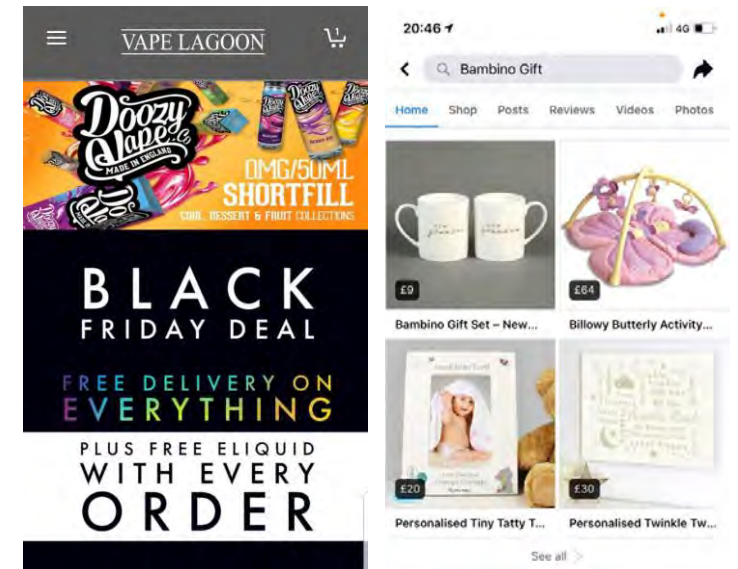 VAPE LAGOON
1
Doozy
Vape Co
MADE IN ENGLAND
0MG/50ML
SHORTFILL
COOL, DESSERT & FRUIT COLLECTIONS
BLACK
FRIDAY DEAL
FREE DELIVERY ON
EVERYTHING
PLUS FREE ELIQUID
WITH EVERY
ORDER
20:46
4G
Bambino Gift
Home Shop Posts Reviews Videos Photos
£9
£64
Bambino Gift Set – New...
Billowy Butterly Activity...
£20
£30
Personalised Tiny Tatty T...
Personalised Twinkle Tw...
See all